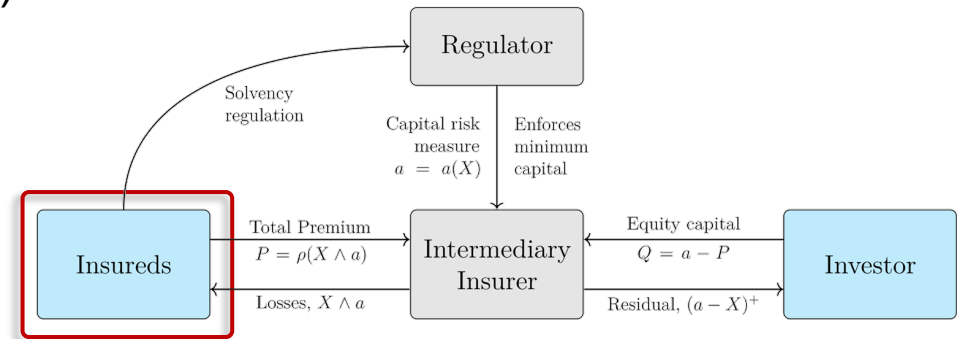 )
Regulator
Solvency
regulation
Capital risk
measure
a = a(X)
Enforces
minimum
capital
Insureds
Total Premium
P = ρ(X ∧ a)
Losses, X ∧ a
Intermediary
Insurer
Equity capital
Q = a − P
Residual, (a − X)⁺
Investor